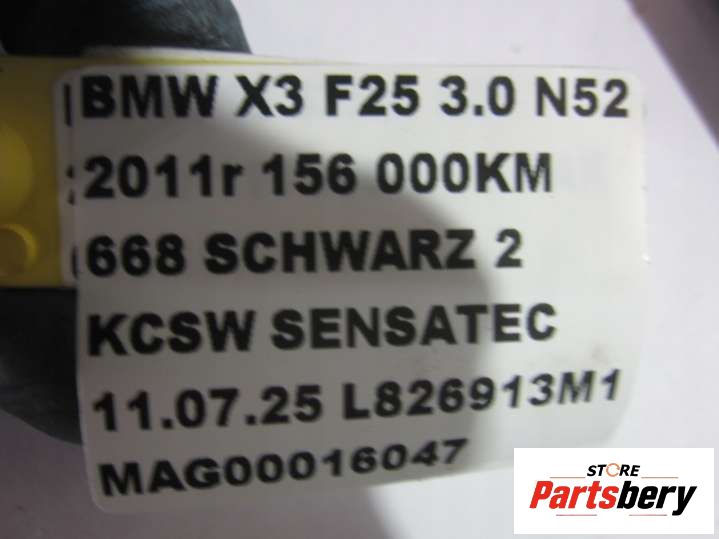 BMW X3 F25 3.0 N52
2011r 156 000KM
668 SCHWARZ 2
KCSW SENSATEC
11.07.25 L826913M1
MAG00016047
STORE
Partsbery